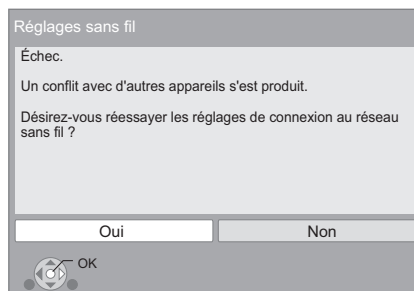 Réglages sans fil
Échec.
Un conflit avec d'autres appareils s'est produit.
Désirez-vous réessayer les réglages de connexion au réseau
sans fil ?
Oui
Non
OK